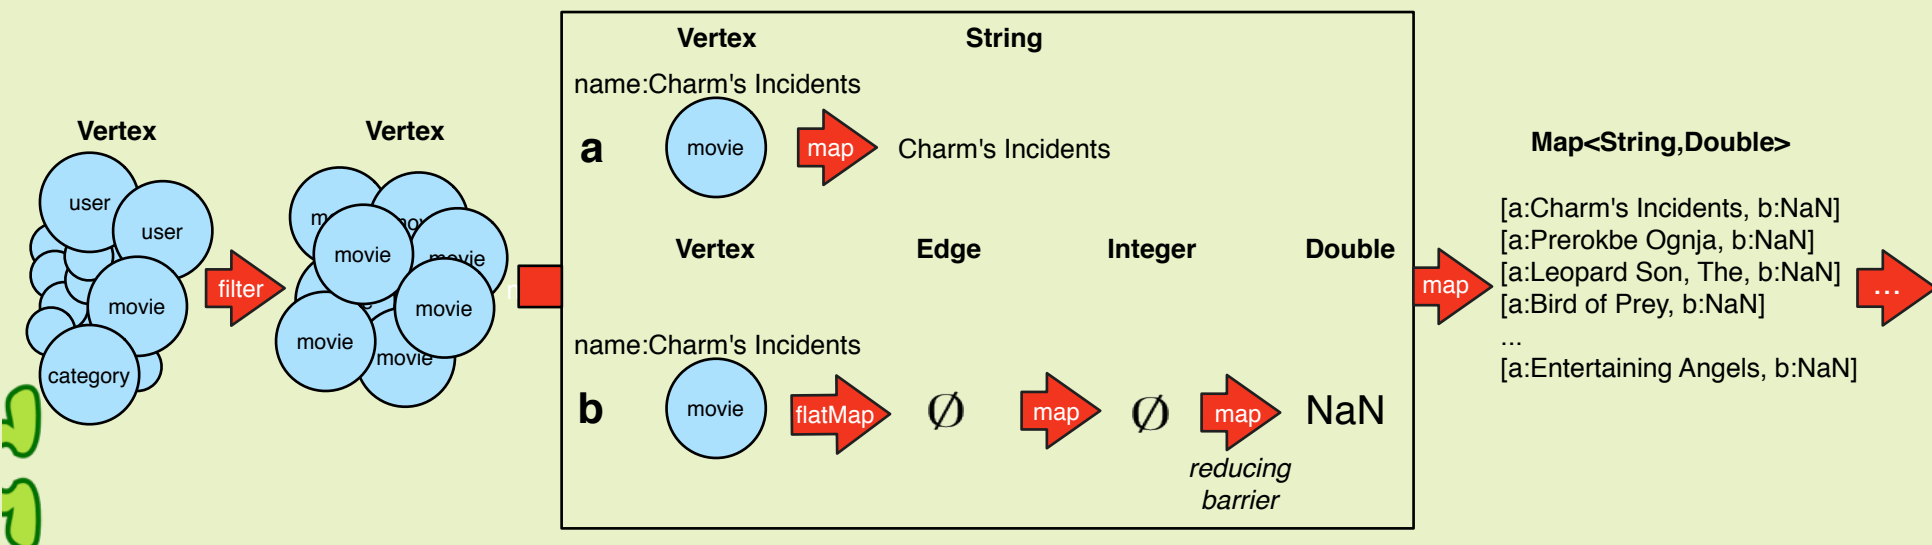 Vertex
user
user
movie
category
filter
Vertex
movie
movie
movie
movie
movie
Vertex
String
name:Charm's Incidents
a
movie
map
Charm's Incidents
Vertex
Edge
Integer
Double
name:Charm's Incidents
b
movie
flatMap
Ø
map
Ø
map
NaN
reducing
barrier
map
Map<String,Double>
[a:Charm's Incidents, b:NaN]
[a:Prerokbe Ognja, b:NaN]
[a:Leopard Son, The, b:NaN]
[a:Bird of Prey, b:NaN]
...
[a:Entertaining Angels, b:NaN]
...